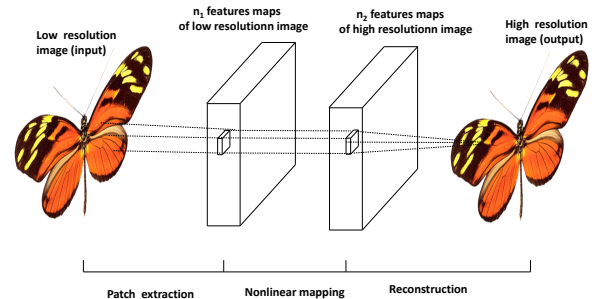 Low resolution
image (input)
n1 features maps
of low resolutionn image
n2 features maps
of high resolutionn image
High resolution
image (output)
Patch extraction
Nonlinear mapping
Reconstruction